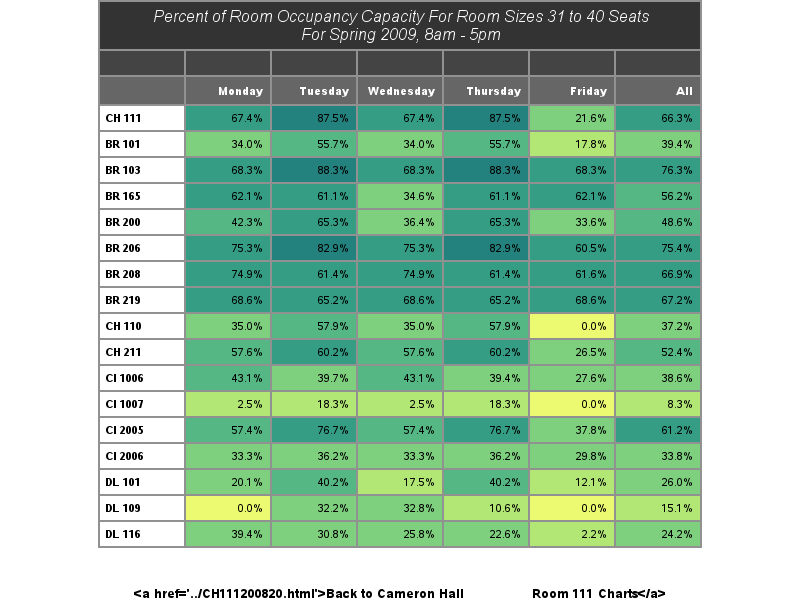 Percent of Room Occupancy Capacity For Room Sizes 31 to 40 Seats
For Spring 2009, 8am - 5pm
Monday Tuesday Wednesday Thursday Friday All
CH 111 67.4% 87.5% 67.4% 87.5% 21.6% 66.3%
BR 101 34.0% 55.7% 34.0% 55.7% 17.8% 39.4%
BR 103 68.3% 88.3% 68.3% 88.3% 68.3% 76.3%
BR 165 62.1% 61.1% 34.6% 61.1% 62.1% 56.2%
BR 200 42.3% 65.3% 36.4% 65.3% 33.6% 48.6%
BR 206 75.3% 82.9% 75.3% 82.9% 60.5% 75.4%
BR 208 74.9% 61.4% 74.9% 61.4% 61.6% 66.9%
BR 219 68.6% 65.2% 68.6% 65.2% 68.6% 67.2%
CH 110 35.0% 57.9% 35.0% 57.9% 0.0% 37.2%
CH 211 57.6% 60.2% 57.6% 60.2% 26.5% 52.4%
CI 1006 43.1% 39.7% 43.1% 39.4% 27.6% 38.6%
CI 1007 2.5% 18.3% 2.5% 18.3% 0.0% 8.3%
CI 2005 57.4% 76.7% 57.4% 76.7% 37.8% 61.2%
CI 2006 33.3% 36.2% 33.3% 36.2% 29.8% 33.8%
DL 101 20.1% 40.2% 17.5% 40.2% 12.1% 26.0%
DL 109 0.0% 32.2% 32.8% 10.6% 0.0% 15.1%
DL 116 39.4% 30.8% 25.8% 22.6% 2.2% 24.2%
<a href='../CH111200820.html'>Back to Cameron Hall Room 111 Charts</a>